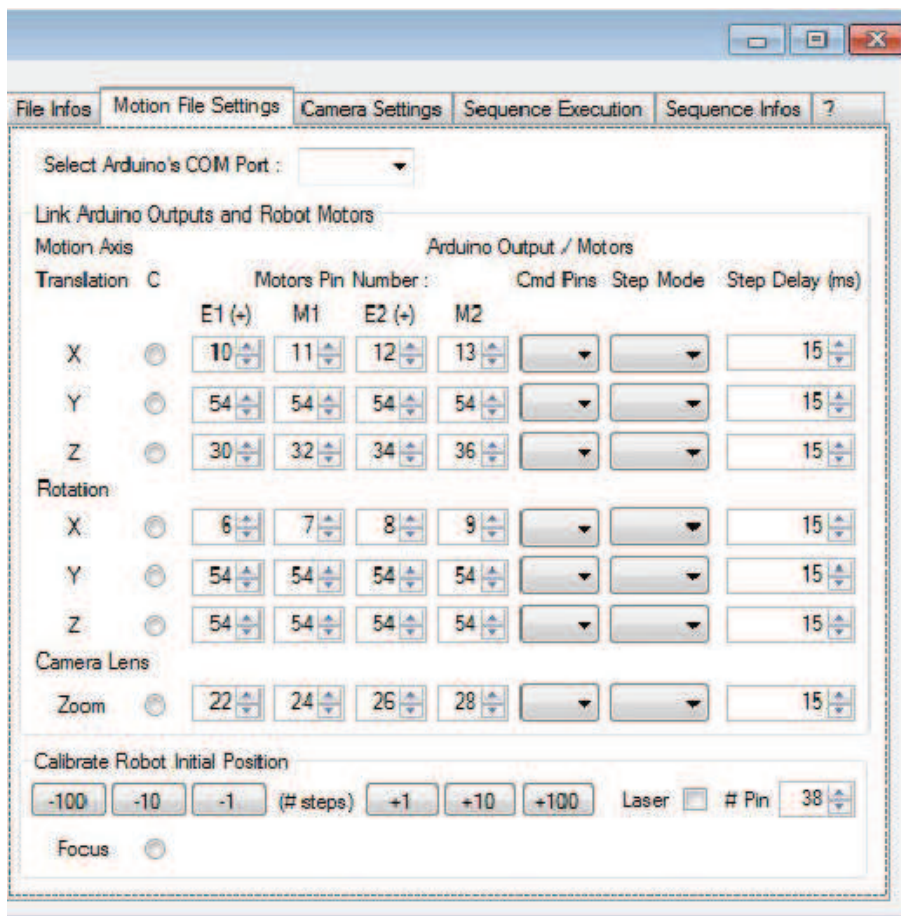 File Infos Motion File Settings Camera Settings Sequence Execution Sequence Infos ?
Select Arduino's COM Port :
Link Arduino Outputs and Robot Motors
Motion Axis Arduino Output / Motors
Translation C Motors Pin Number : Cmd Pins Step Mode Step Delay (ms)
E1 (+) M1 E2 (+) M2
X 10 11 12 13 15
Y 54 54 54 54 15
Z 30 32 34 36 15
Rotation
X 6 7 8 9 15
Y 54 54 54 54 15
Z 54 54 54 54 15
Camera Lens
Zoom 22 24 26 28 15
Calibrate Robot Initial Position
-100 -10 -1 (# steps) +1 +10 +100 Laser # Pin 38
Focus